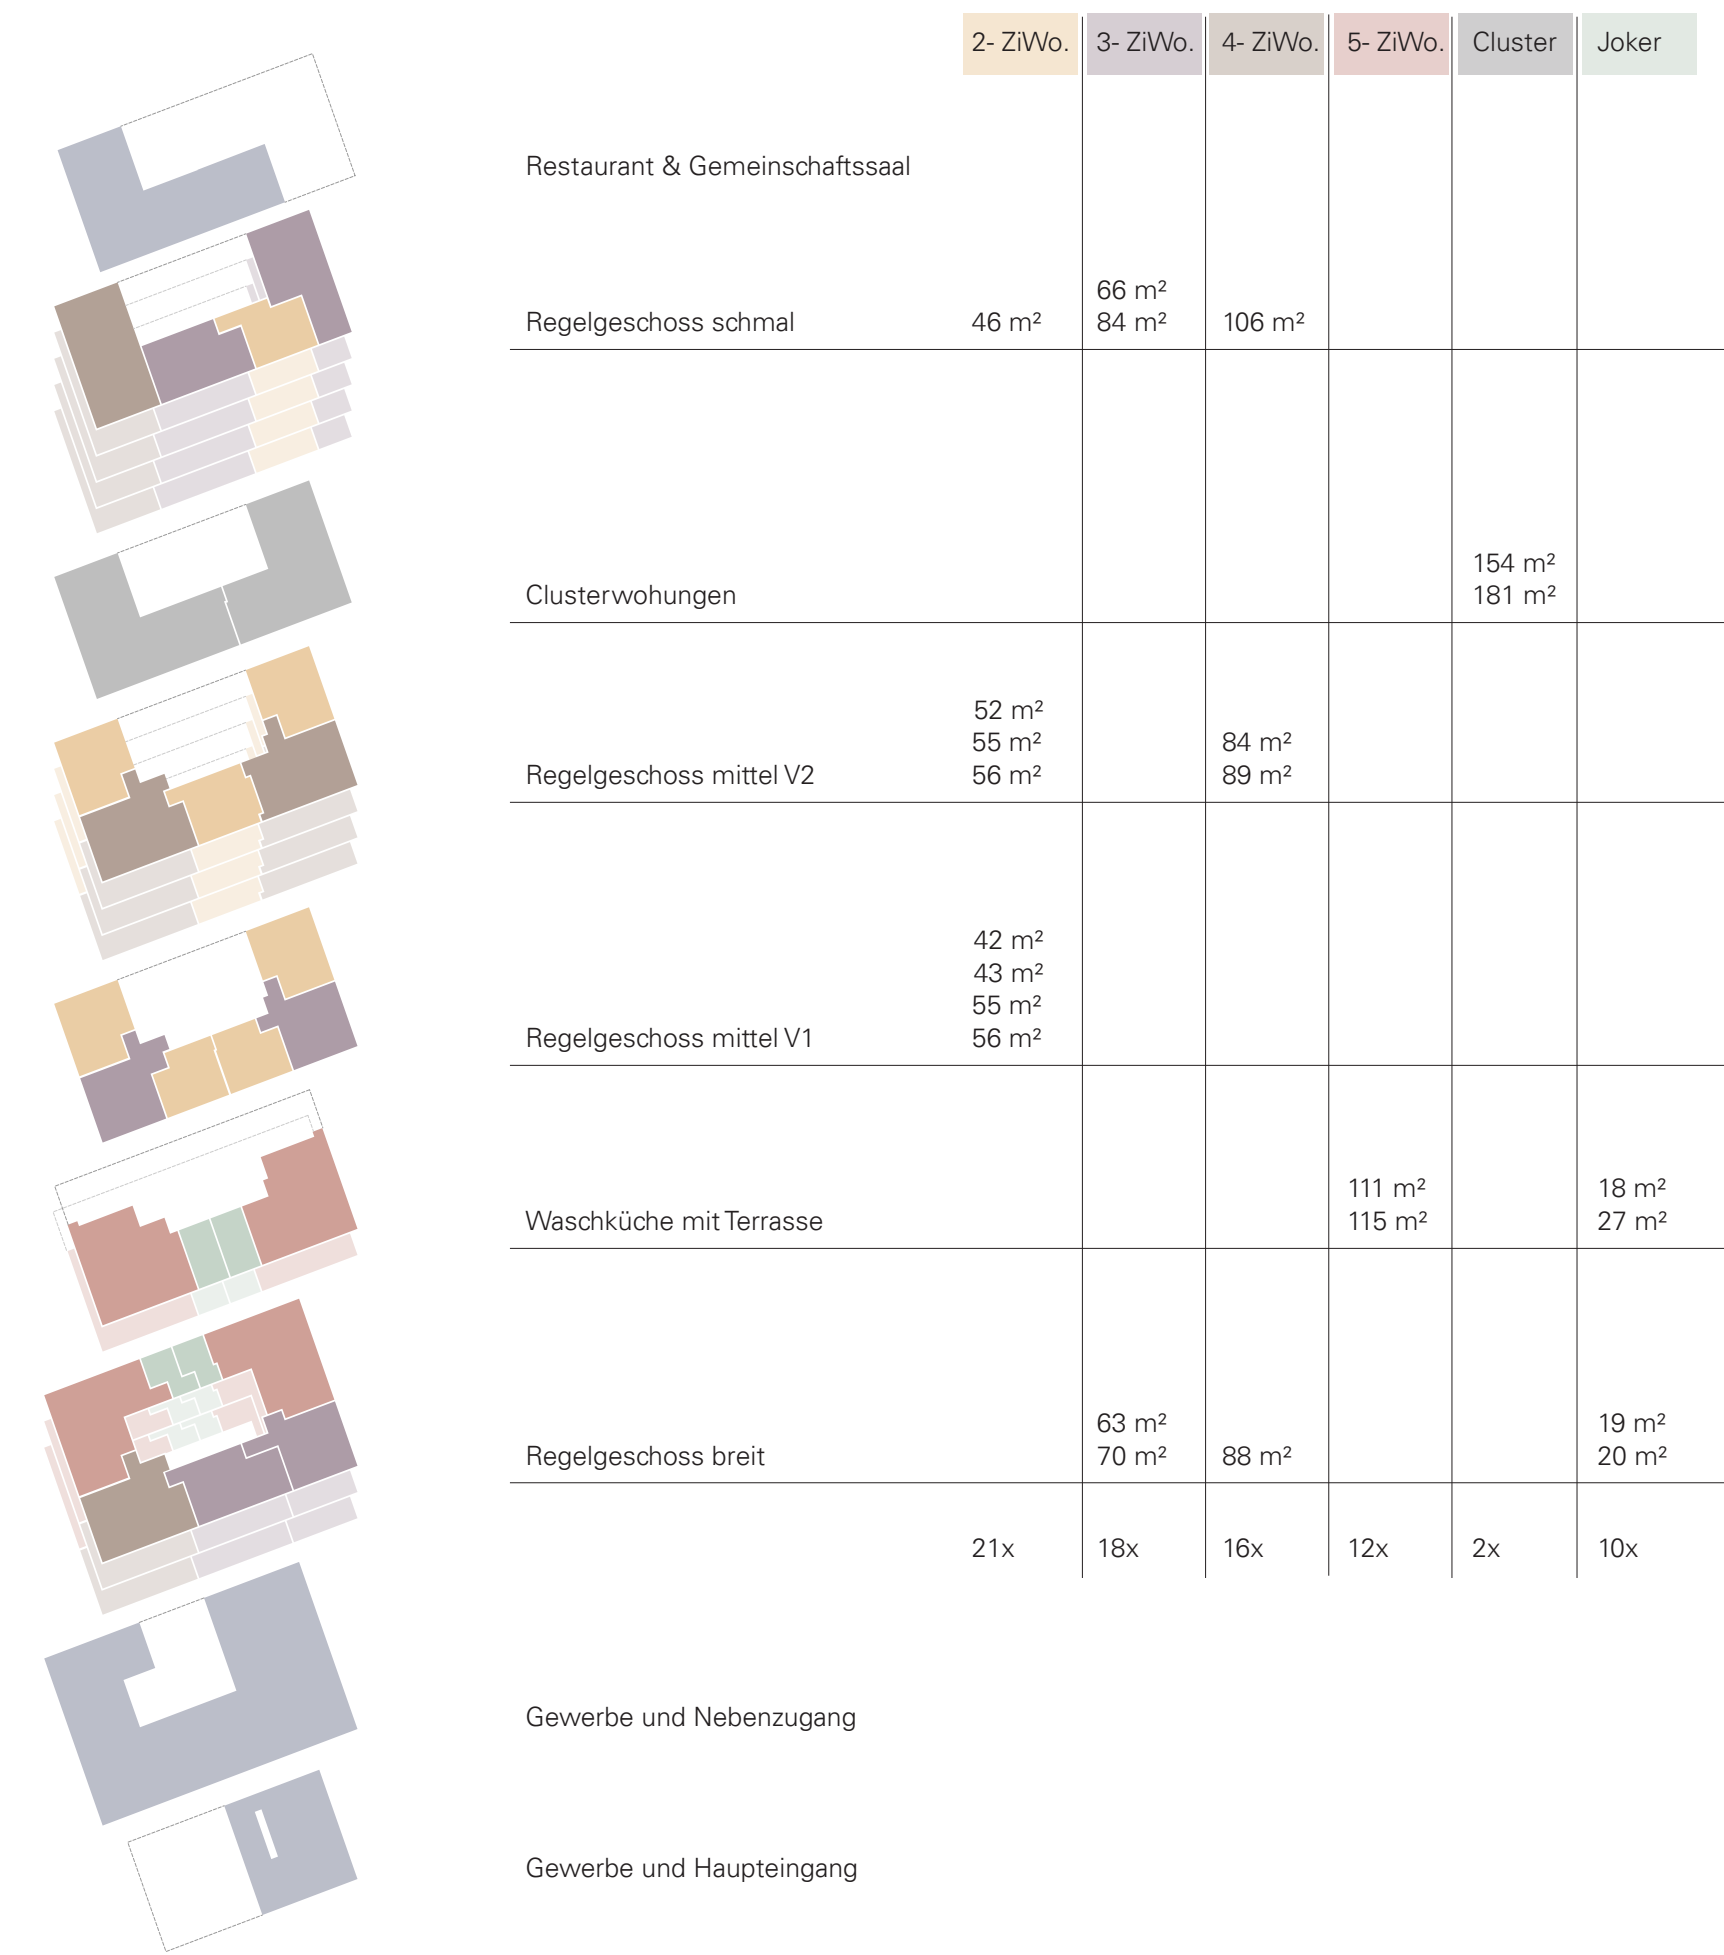 2- ZiWo. 3- ZiWo. 4- ZiWo. 5- ZiWo. Cluster Joker
Restaurant & Gemeinschaftssaal
66 m²
Regelgeschoss schmal 46 m² 84 m² 106 m²
154 m²
Clusterwohungen 181 m²
52 m²
55 m² 84 m²
Regelgeschoss mittel V2 56 m² 89 m²
42 m²
43 m²
55 m²
Regelgeschoss mittel V1 56 m²
111 m² 18 m²
Waschküche mit Terrasse 115 m² 27 m²
63 m² 19 m²
Regelgeschoss breit 70 m² 88 m² 20 m²
21x 18x 16x 12x 2x 10x
Gewerbe und Nebenzugang
Gewerbe und Haupteingang